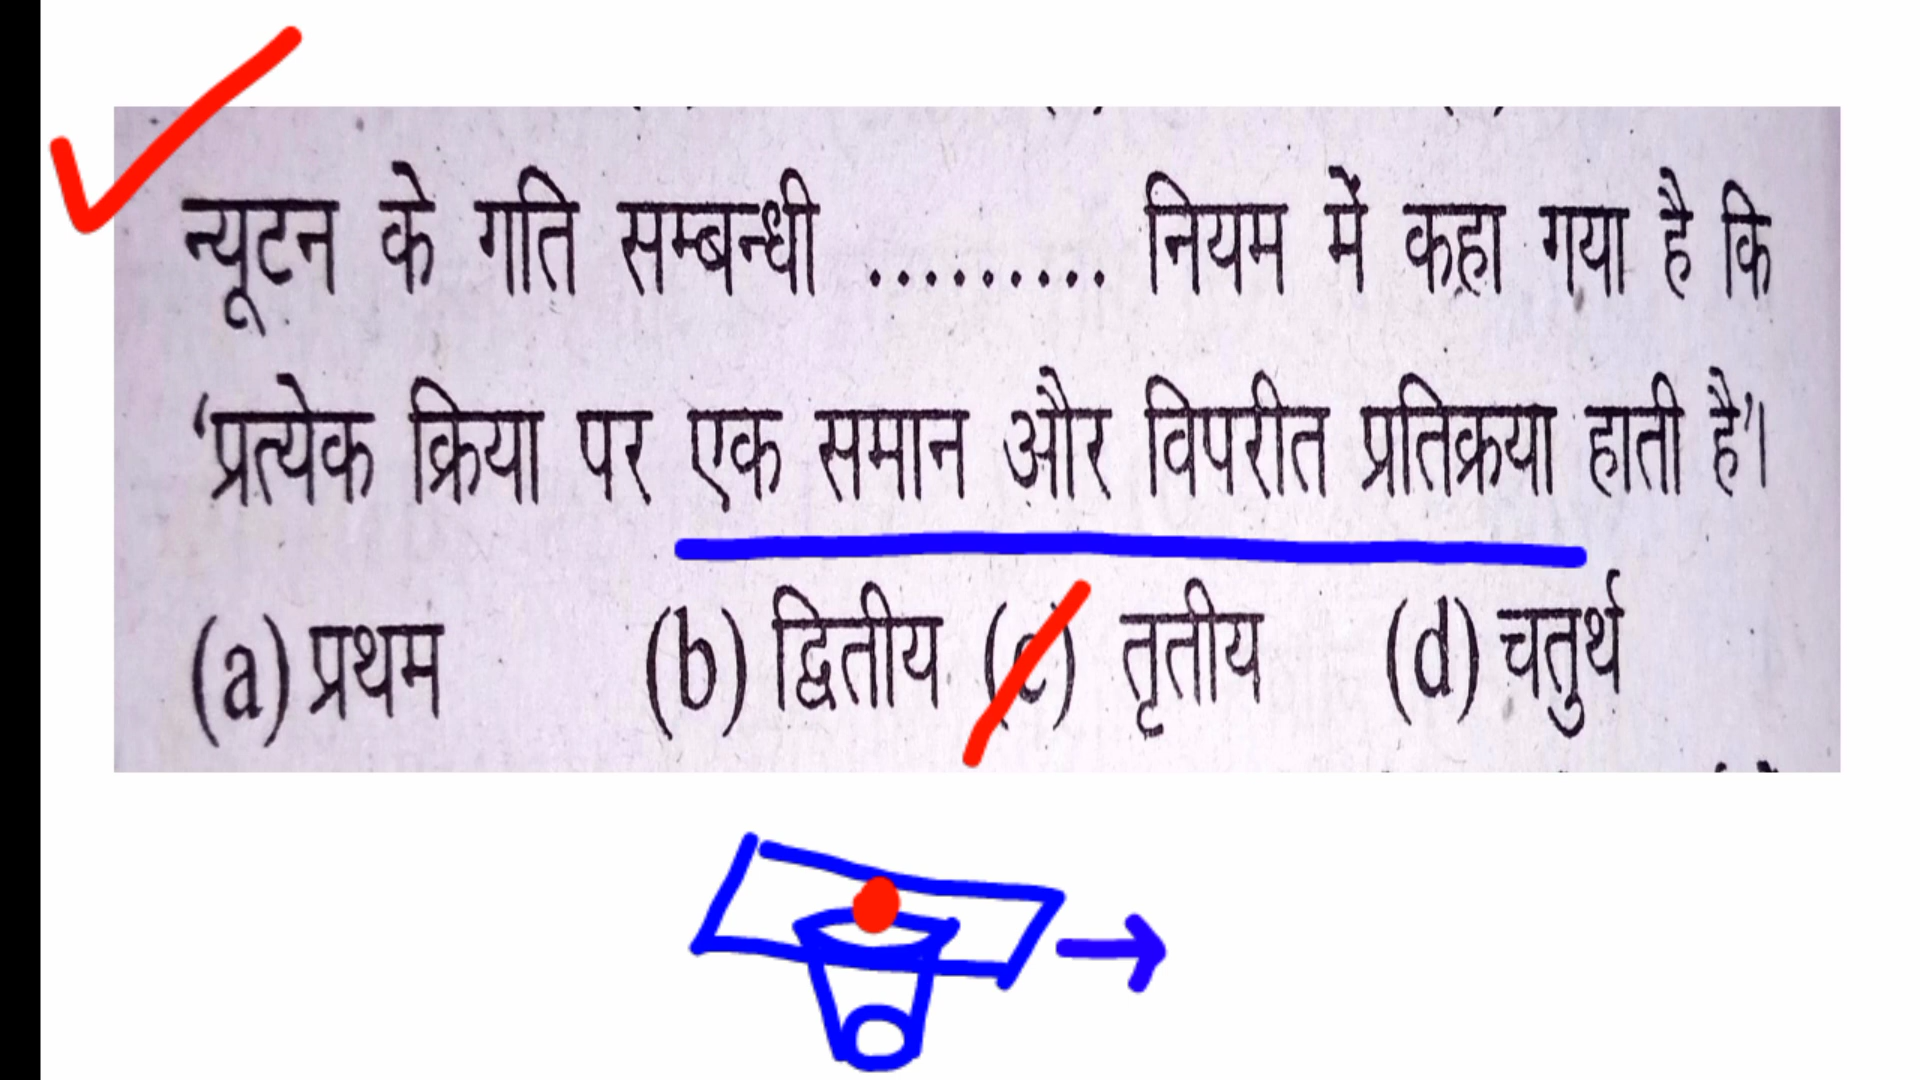 न्यूटन के गति सम्बन्धी .......... नियम में कहा गया है कि
‘प्रत्येक क्रिया पर एक समान और विपरीत प्रतिक्रया हाती है’।
(a) प्रथम (b) द्वितीय (c) तृतीय (d) चतुर्थ